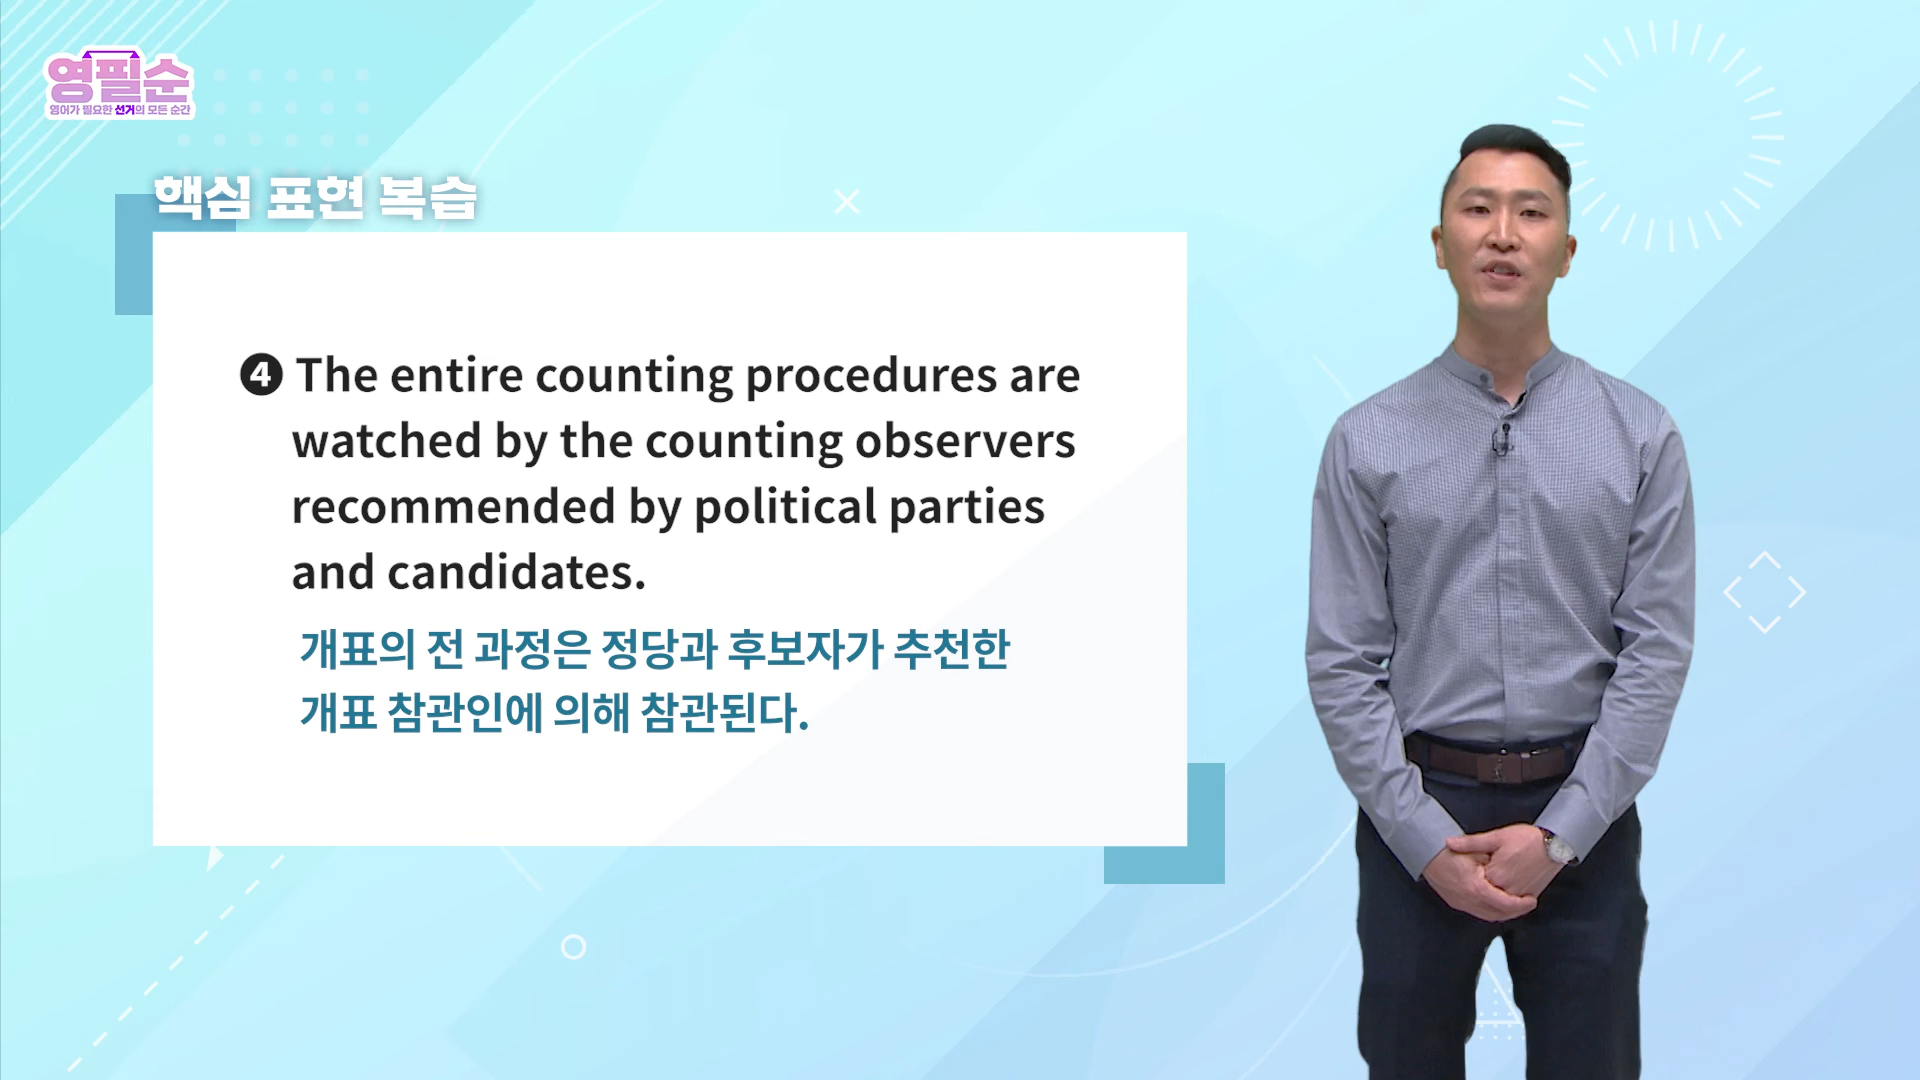 영필순
영어가 필요한 선거의 모든 순간
핵심 표현 복습
❹ The entire counting procedures are
watched by the counting observers
recommended by political parties
and candidates.
개표의 전 과정은 정당과 후보자가 추천한
개표 참관인에 의해 참관된다.